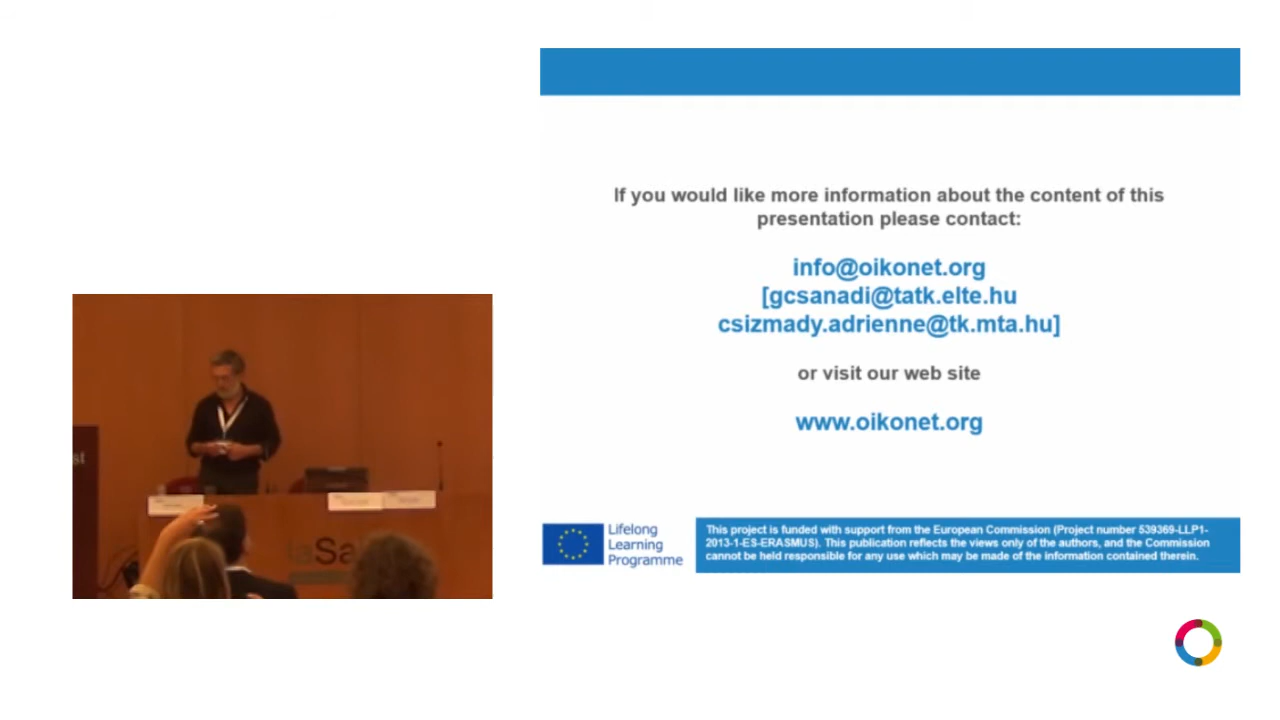 If you would like more information about the content of this
presentation please contact:
info@oikonet.org
[gcsanadi@tatk.elte.hu
csizmady.adrienne@tk.mta.hu]
or visit our web site
www.oikonet.org
Lifelong
Learning
Programme
This project is funded with support from the European Commission (Project number 539369-LLP1-
2013-1-ES-ERASMUS). This publication reflects the views only of the authors, and the Commission
cannot be held responsible for any use which may be made of the information contained therein.
st
aSa